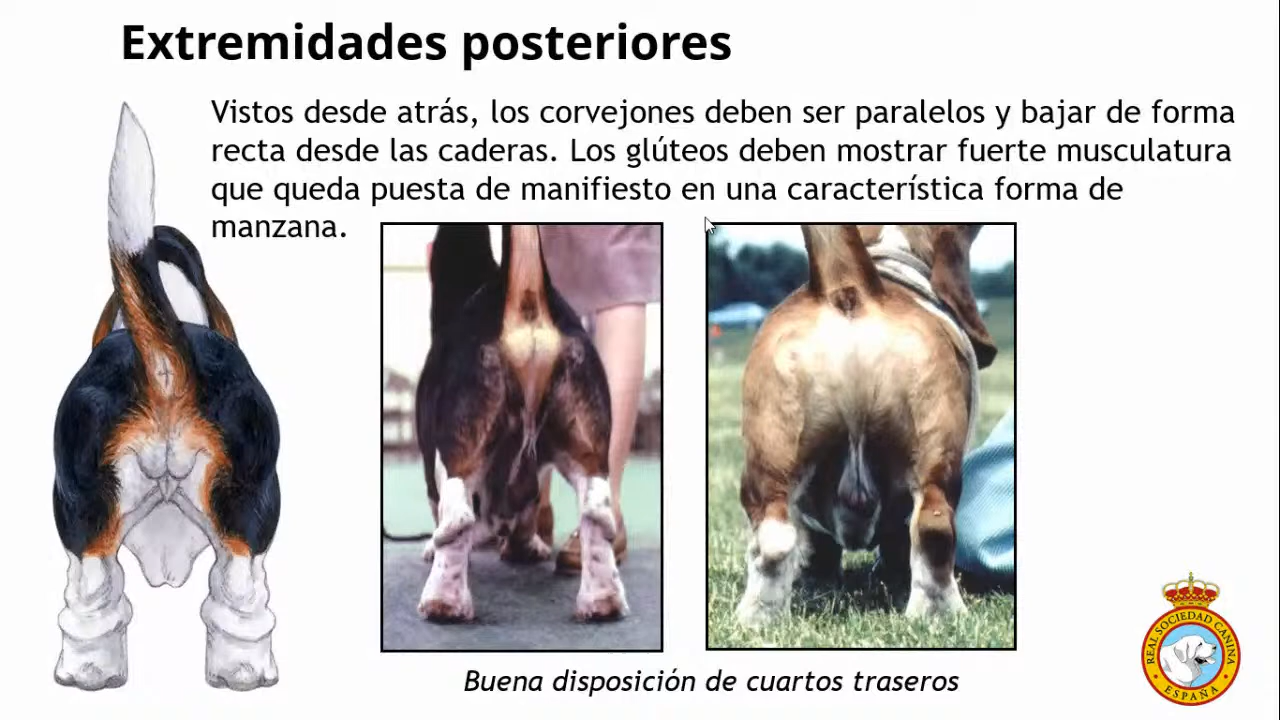 Extremidades posteriores
Vistos desde atrás, los corvejones deben ser paralelos y bajar de forma
recta desde las caderas. Los glúteos deben mostrar fuerte musculatura
que queda puesta de manifiesto en una característica forma de
manzana.
Buena disposición de cuartos traseros
REAL SOCIEDAD CANINA
ESPAÑA